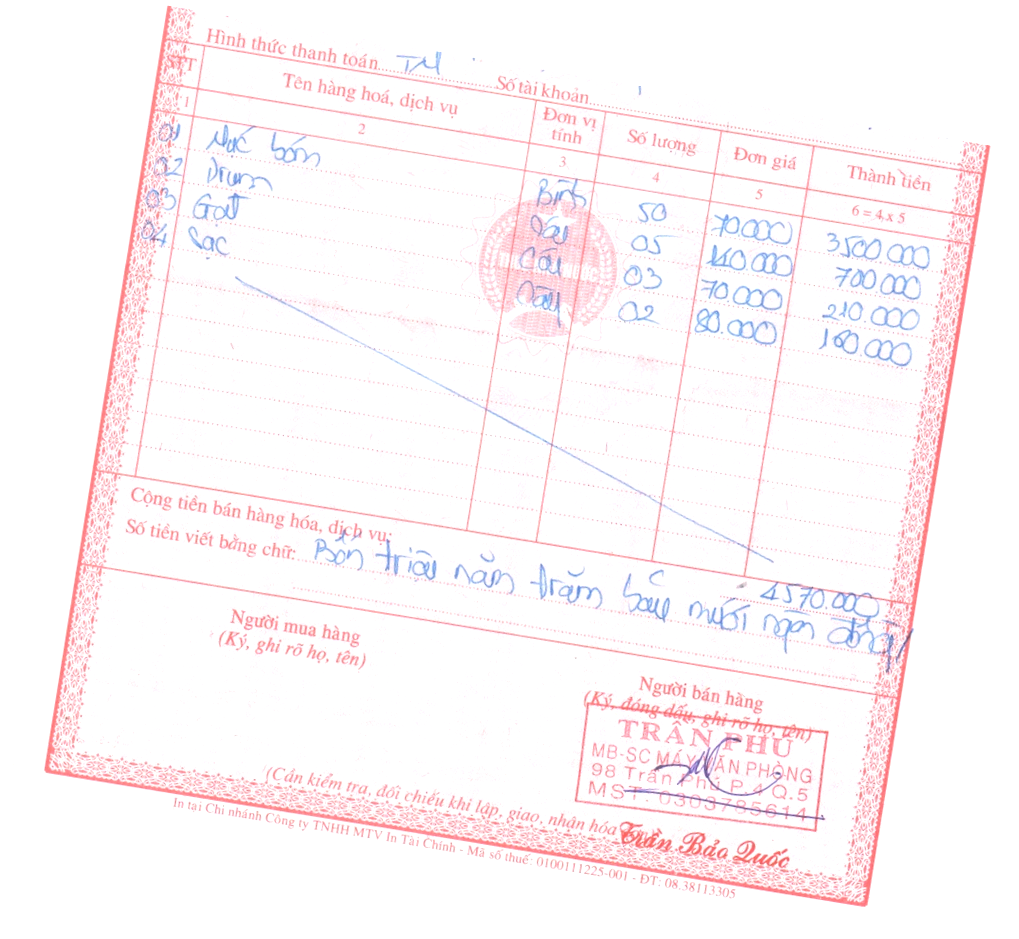 Hình thức thanh toán TM Số tài khoản
STT Tên hàng hoá, dịch vụ Đơn vị tính Số lượng Đơn giá Thành tiền
1 2 3 4 5 6 = 4 x 5
01 Mực bơm Bình 50 70000 3500 000
02 Drum Cái 05 140 000 700 000
03 Gạt Cái 03 70000 210 000
04 Sạc Cái 02 80.000 160 000
Cộng tiền bán hàng hóa, dịch vụ: 4570.000
Số tiền viết bằng chữ: Bốn triệu năm trăm bảy mươi ngàn đồng
Người mua hàng
(Ký, ghi rõ họ, tên)
Người bán hàng
(Ký, đóng dấu, ghi rõ họ, tên)
TRẦN PHÚ
MB-SC MÁY VĂN PHÒNG
98 Trần Phú P.4 Q.5
MST: 0303785614
(Cần kiểm tra, đối chiếu khi lập, giao, nhận hóa
Trần Bảo Quốc
In tại Chi nhánh Công ty TNHH MTV In Tài Chính - Mã số thuế: 0100111225-001 - ĐT: 08.38113305